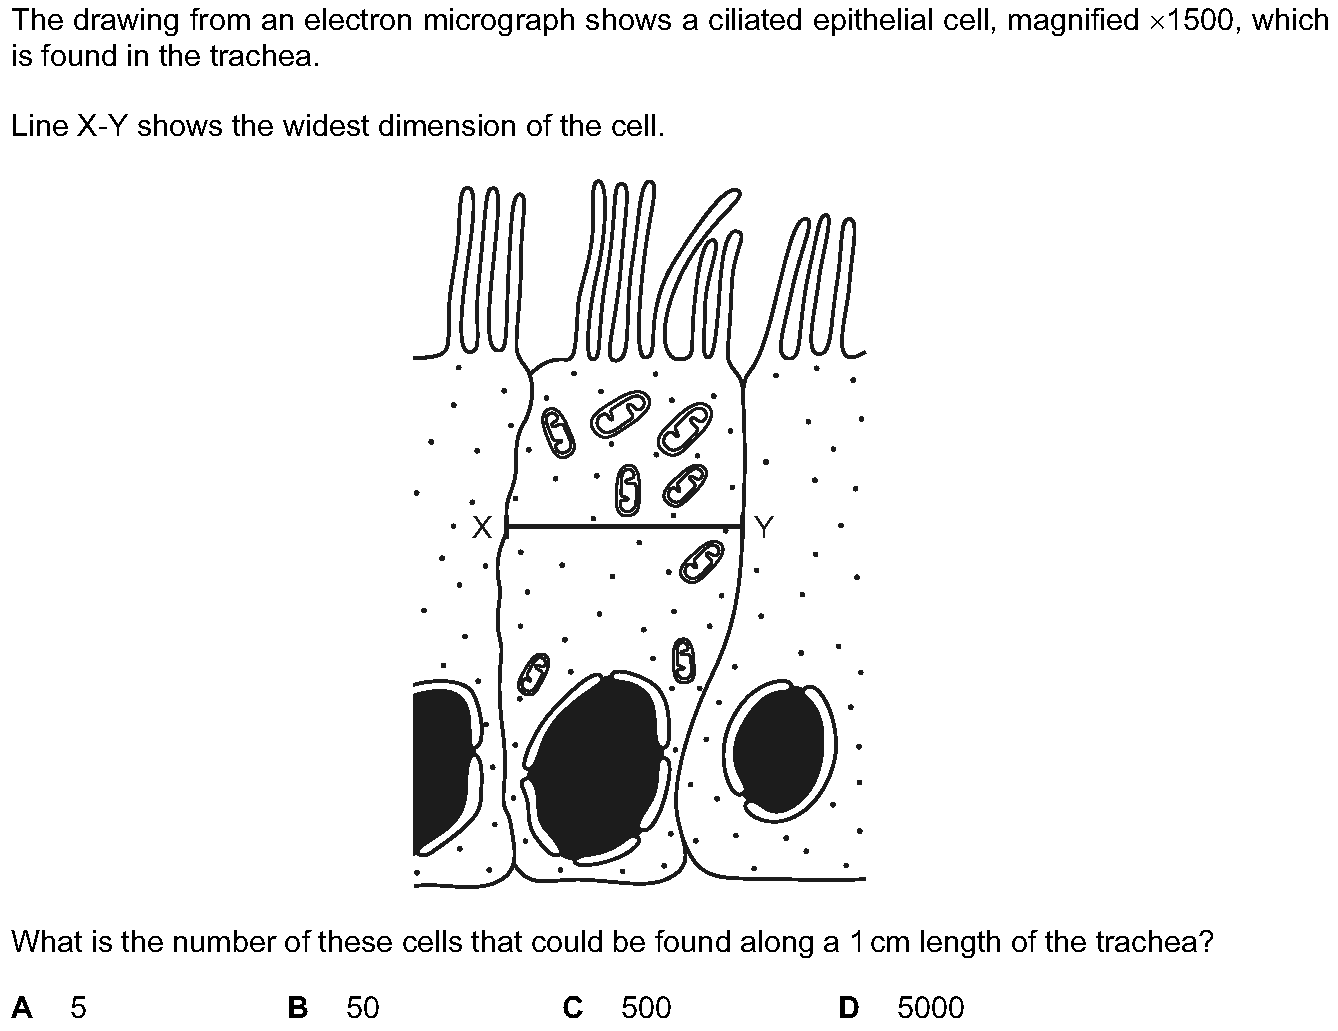 The drawing from an electron micrograph shows a ciliated epithelial cell, magnified ×1500, which
is found in the trachea.
Line X-Y shows the widest dimension of the cell.
X Y
What is the number of these cells that could be found along a 1 cm length of the trachea?
A 5 B 50 C 500 D 5000